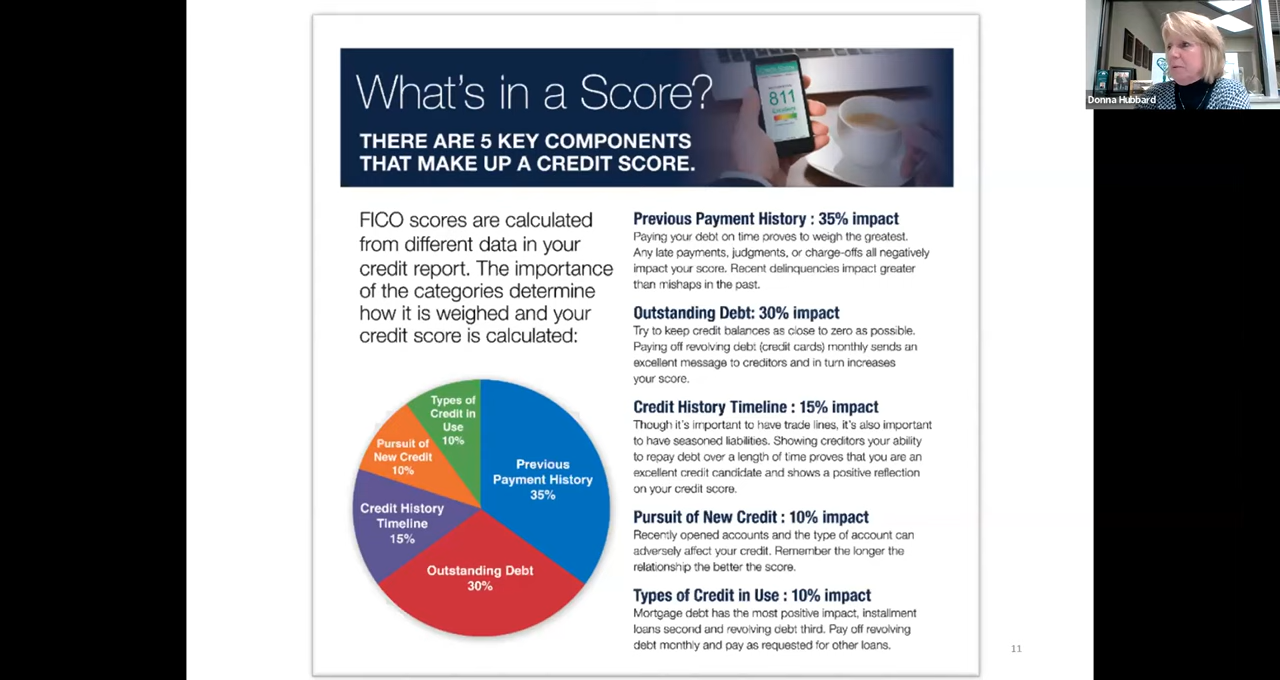 What's in a Score?
THERE ARE 5 KEY COMPONENTS
THAT MAKE UP A CREDIT SCORE.
811
Donna Hubbard
FICO scores are calculated
from different data in your
credit report. The importance
of the categories determine
how it is weighed and your
credit score is calculated:
Types of
Credit in
Use
10%
Pursuit of
New Credit
10%
Previous
Payment History
35%
Credit History
Timeline
15%
Outstanding Debt
30%
Previous Payment History : 35% impact
Paying your debt on time proves to weigh the greatest.
Any late payments, judgments, or charge-offs all negatively
impact your score. Recent delinquencies impact greater
than mishaps in the past.
Outstanding Debt: 30% impact
Try to keep credit balances as close to zero as possible.
Paying off revolving debt (credit cards) monthly sends an
excellent message to creditors and in turn increases
your score.
Credit History Timeline : 15% impact
Though it's important to have trade lines, it's also important
to have seasoned liabilities. Showing creditors your ability
to repay debt over a length of time proves that you are an
excellent credit candidate and shows a positive reflection
on your credit score.
Pursuit of New Credit : 10% impact
Recently opened accounts and the type of account can
adversely affect your credit. Remember the longer the
relationship the better the score.
Types of Credit in Use : 10% impact
Mortgage debt has the most positive impact, installment
loans second and revolving debt third. Pay off revolving
debt monthly and pay as requested for other loans.
11